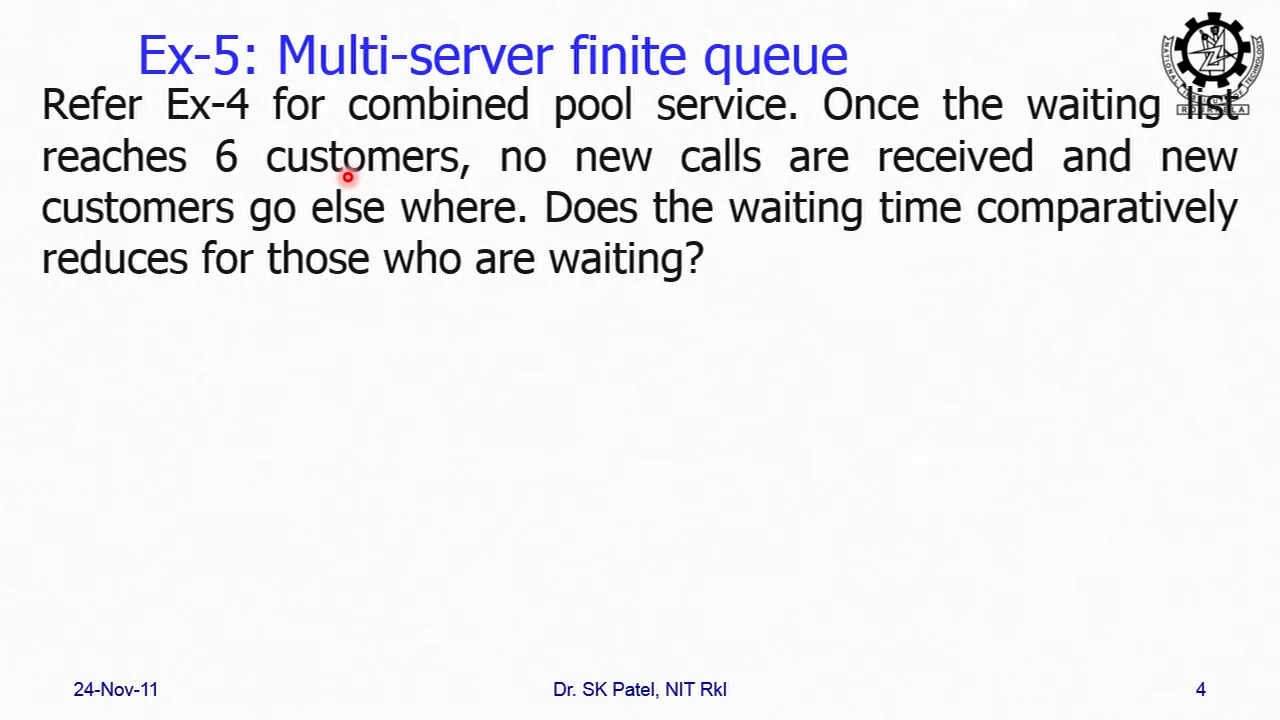 Ex-5: Multi-server finite queue
Refer Ex-4 for combined pool service. Once the waiting list
reaches 6 customers, no new calls are received and new
customers go else where. Does the waiting time comparatively
reduces for those who are waiting?
24-Nov-11
Dr. SK Patel, NIT Rkl
4